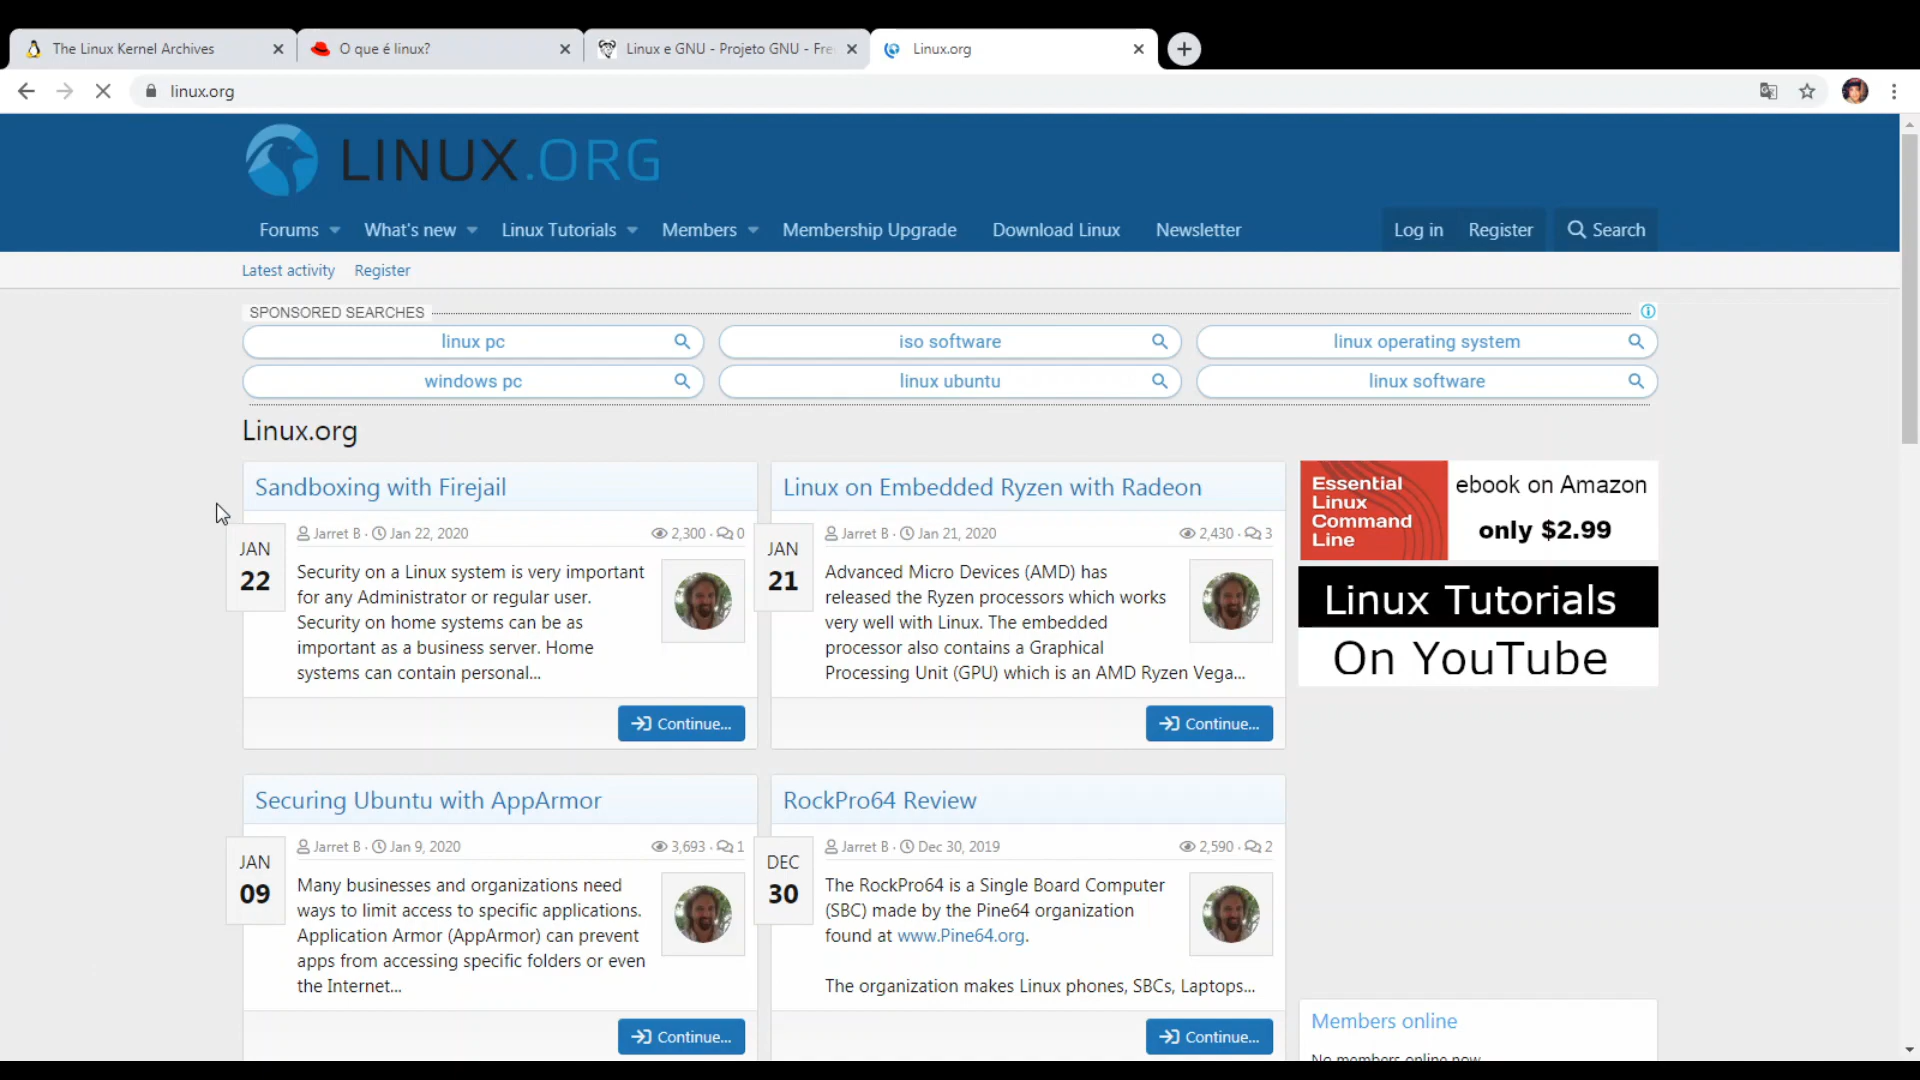 The Linux Kernel Archives
O que é linux?
Linux e GNU - Projeto GNU - Fre
Linux.org
linux.org
LINUX.ORG
Forums What's new Linux Tutorials Members Membership Upgrade Download Linux Newsletter Log in Register Search
Latest activity Register
SPONSORED SEARCHES
linux pc iso software linux operating system
windows pc linux ubuntu linux software
Linux.org
Sandboxing with Firejail
JAN
22
Jarret B · Jan 22, 2020 2,300 · 0
Security on a Linux system is very important
for any Administrator or regular user.
Security on home systems can be as
important as a business server. Home
systems can contain personal...
Continue...
Linux on Embedded Ryzen with Radeon
JAN
21
Jarret B · Jan 21, 2020 2,430 · 3
Advanced Micro Devices (AMD) has
released the Ryzen processors which works
very well with Linux. The embedded
processor also contains a Graphical
Processing Unit (GPU) which is an AMD Ryzen Vega...
Continue...
Essential
Linux
Command
Line
ebook on Amazon
only $2.99
Linux Tutorials
On YouTube
Securing Ubuntu with AppArmor
JAN
09
Jarret B · Jan 9, 2020 3,693 · 1
Many businesses and organizations need
ways to limit access to specific applications.
Application Armor (AppArmor) can prevent
apps from accessing specific folders or even
the Internet...
Continue...
RockPro64 Review
DEC
30
Jarret B · Dec 30, 2019 2,590 · 2
The RockPro64 is a Single Board Computer
(SBC) made by the Pine64 organization
found at www.Pine64.org.
The organization makes Linux phones, SBCs, Laptops...
Continue...
Members online
No members online now